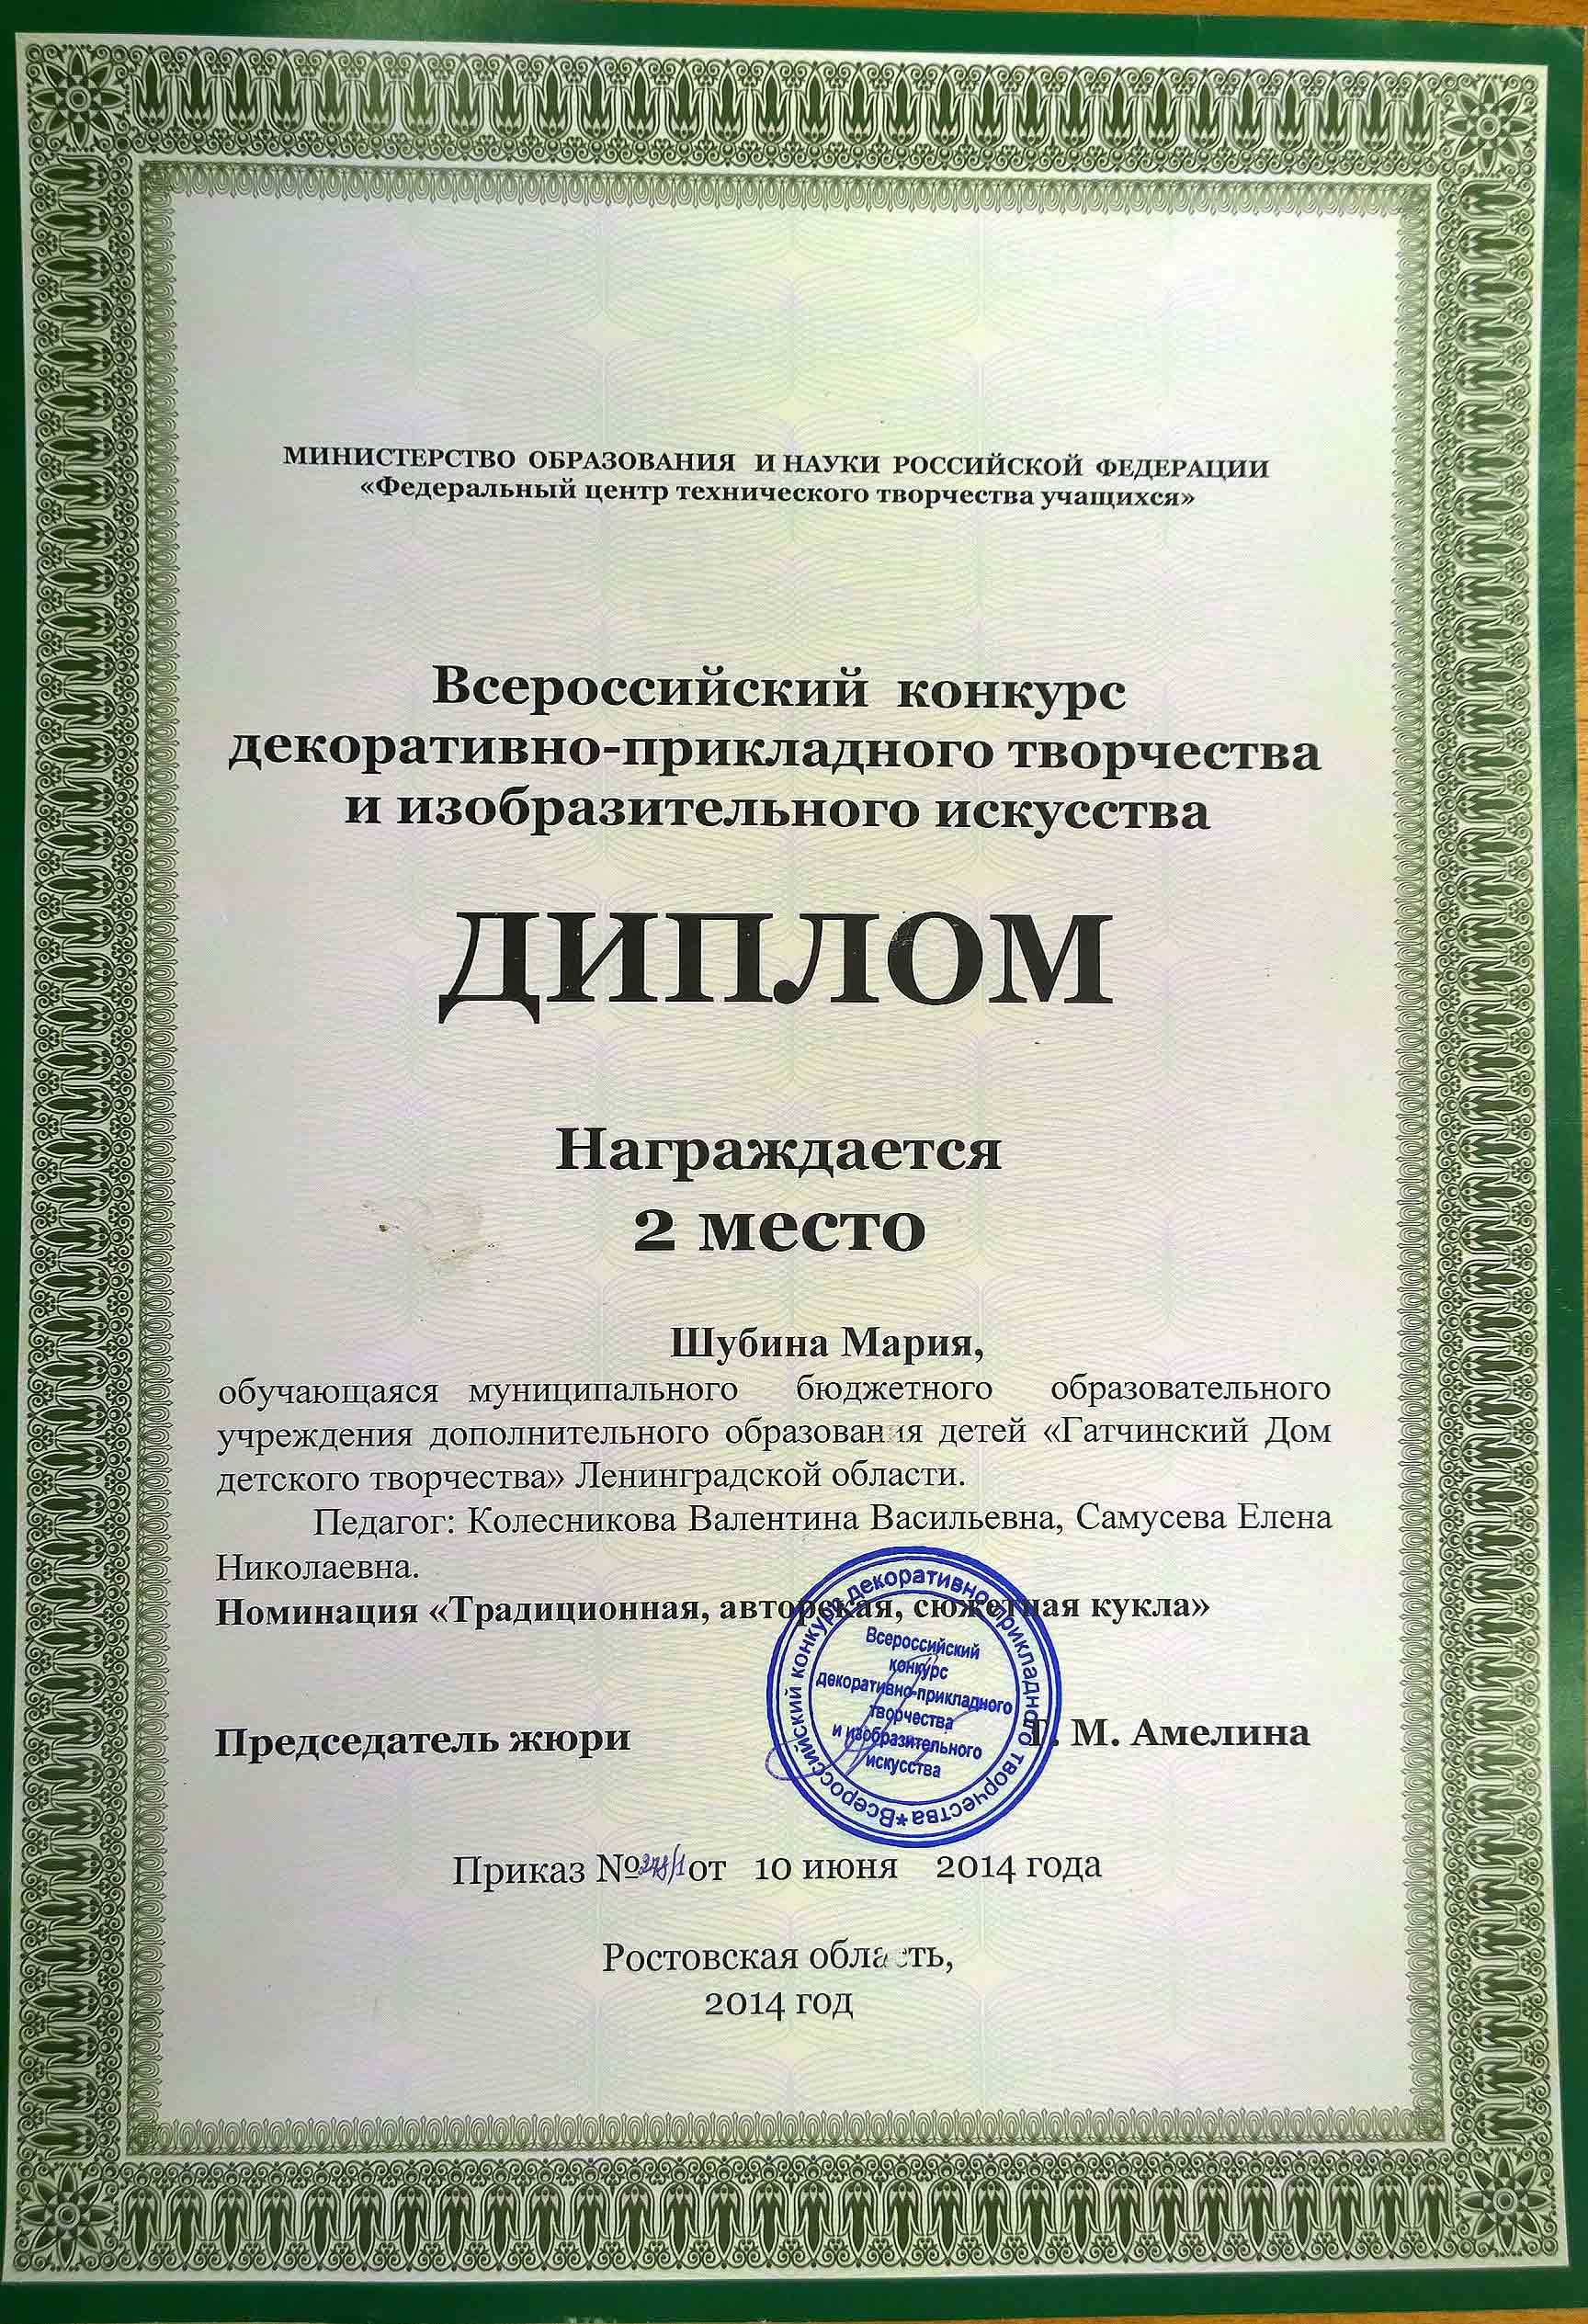 МИНИСТЕРСТВО ОБРАЗОВАНИЯ И НАУКИ РОССИЙСКОЙ ФЕДЕРАЦИИ
«Федеральный центр технического творчества учащихся»
Всероссийский конкурс
декоративно-прикладного творчества
и изобразительного искусства
ДИПЛОМ
Награждается
2 место
Шубина Мария,
обучающаяся муниципального бюджетного образовательного
учреждения дополнительного образования детей «Гатчинский Дом
детского творчества» Ленинградской области.
Педагог: Колесникова Валентина Васильевна, Самусева Елена
Николаевна.
Номинация «Традиционная, авторская, сюжетная кукла»
Всероссийский конкурс декоративно-прикладного творчества *
Всероссийский
конкурс
декоративно-прикладного
творчества
и изобразительного
искусства
Председатель жюри Т. М. Амелина
Приказ № от 10 июня 2014 года
Ростовская область,
2014 год